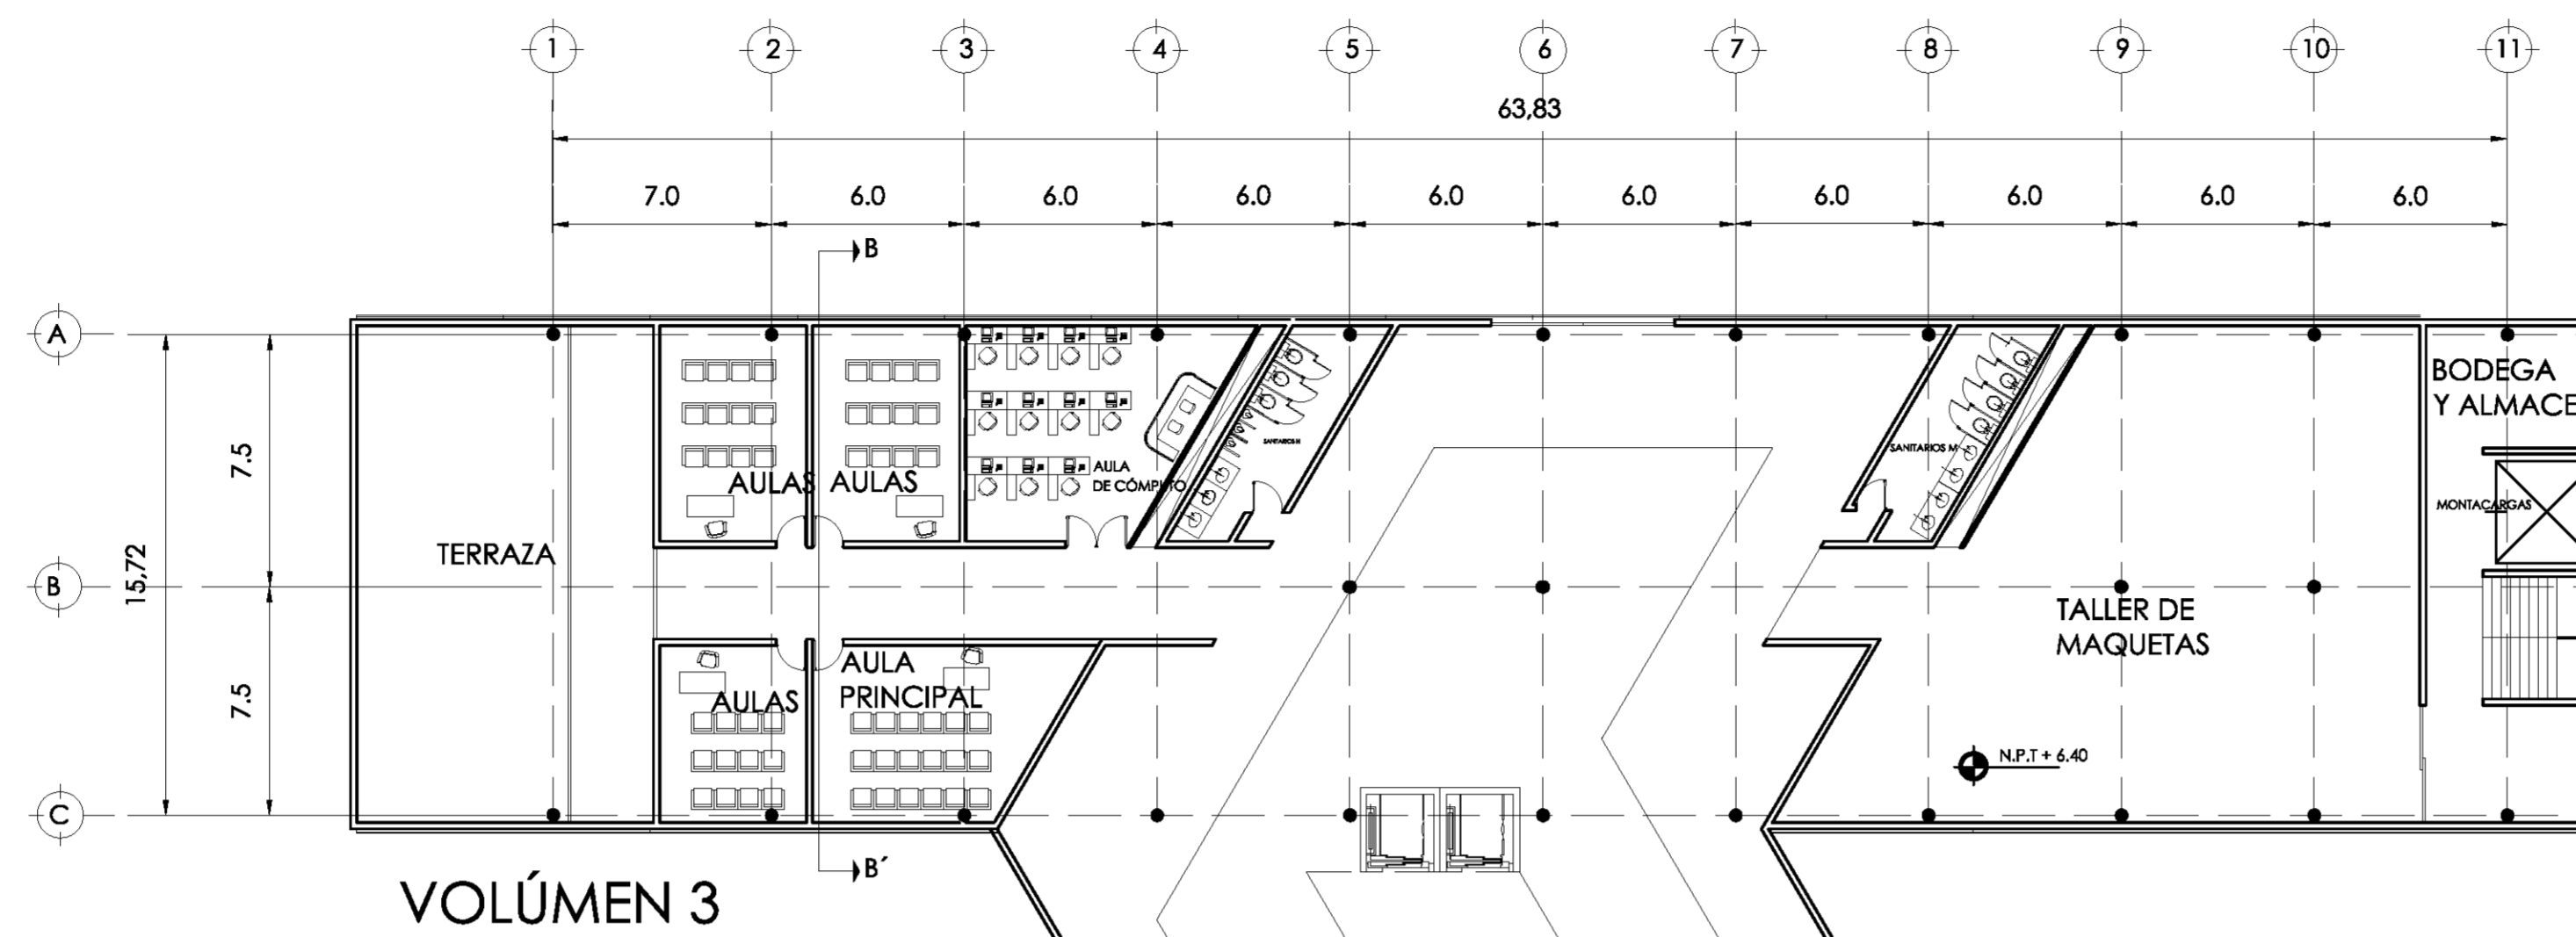 1 2 3 4 5 6 7 8 9 10 11
63,83
7.0 6.0 6.0 6.0 6.0 6.0 6.0 6.0 6.0 6.0
B
A
7.5
15,72
B
7.5
C
TERRAZA
AULAS
AULAS
AULA
DE CÓMPUTO
SANITARIOS H
SANITARIOS M
BODEGA
Y ALMACE
MONTACARGAS
AULAS
AULA
PRINCIPAL
TALLER DE
MAQUETAS
N.P.T + 6.40
B´
VOLÚMEN 3